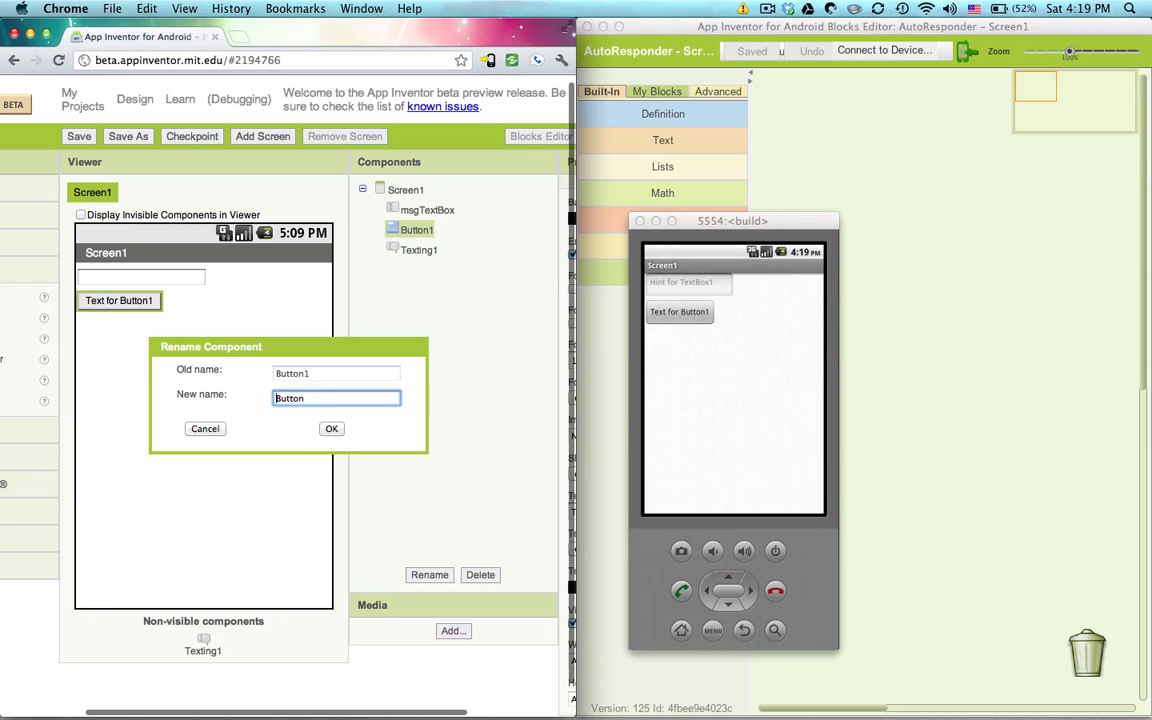 Chrome File Edit View History Bookmarks Window Help (52%) Sat 4:19 PM
App Inventor for Android –
App Inventor for Android Blocks Editor: AutoResponder - Screen1
beta.appinventor.mit.edu/#2194766
AutoResponder - Scr... Saved Undo Connect to Device... Zoom
100%
BETA
My Projects
Design Learn (Debugging)
Welcome to the App Inventor beta preview release. Be
sure to check the list of known issues.
Built-In My Blocks Advanced
Definition
Text
Lists
Math
Save Save As Checkpoint Add Screen Remove Screen Blocks Editor
Viewer
Components
Screen1
Display Invisible Components in Viewer
5:09 PM
Screen1
Text for Button1
Screen1
msgTextBox
Button1
Texting1
Rename Component
Old name: Button1
New name: Button
Cancel OK
Rename Delete
Media
Add...
Non-visible components
Texting1
5554:<build>
4:19 PM
Screen1
Hint for TextBox1
Text for Button1
MENU
Version: 125 Id: 4fbee9e4023c